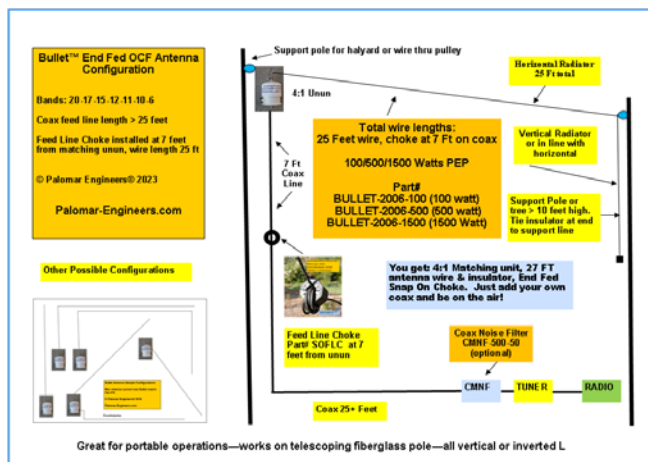 Bullet™ End Fed OCF Antenna
Configuration
Bands: 20-17-15-12-11-10-6
Coax feed line length > 25 feet
Feed Line Choke installed at 7 feet
from matching unun, wire length 25 ft
© Palomar Engineers® 2023
Palomar-Engineers.com
Support pole for halyard or wire thru pulley
4:1 Unun
Horizontal Radiator
25 Ft total
Total wire lengths:
25 Feet wire, choke at 7 Ft on coax
100/500/1500 Watts PEP
Part#
BULLET-2006-100 (100 watt)
BULLET-2006-500 (500 watt)
BULLET-2006-1500 (1500 Watt)
Vertical Radiator
or in line with
horizontal
7 Ft
Coax
Line
Support Pole or
tree > 10 feet high.
Tie insulator at end
to support line
Other Possible Configurations
You get: 4:1 Matching unit, 27 FT
antenna wire & insulator, End Fed
Snap On Choke. Just add your own
coax and be on the air!
Feed Line Choke
Part# SOFLC at 7
feet from unun
Coax Noise Filter
CMNF-500-50
(optional)
CMNF
TUNER
RADIO
Coax 25+ Feet
Palomar-Engineers.com
Great for portable operations—works on telescoping fiberglass pole—all vertical or inverted L